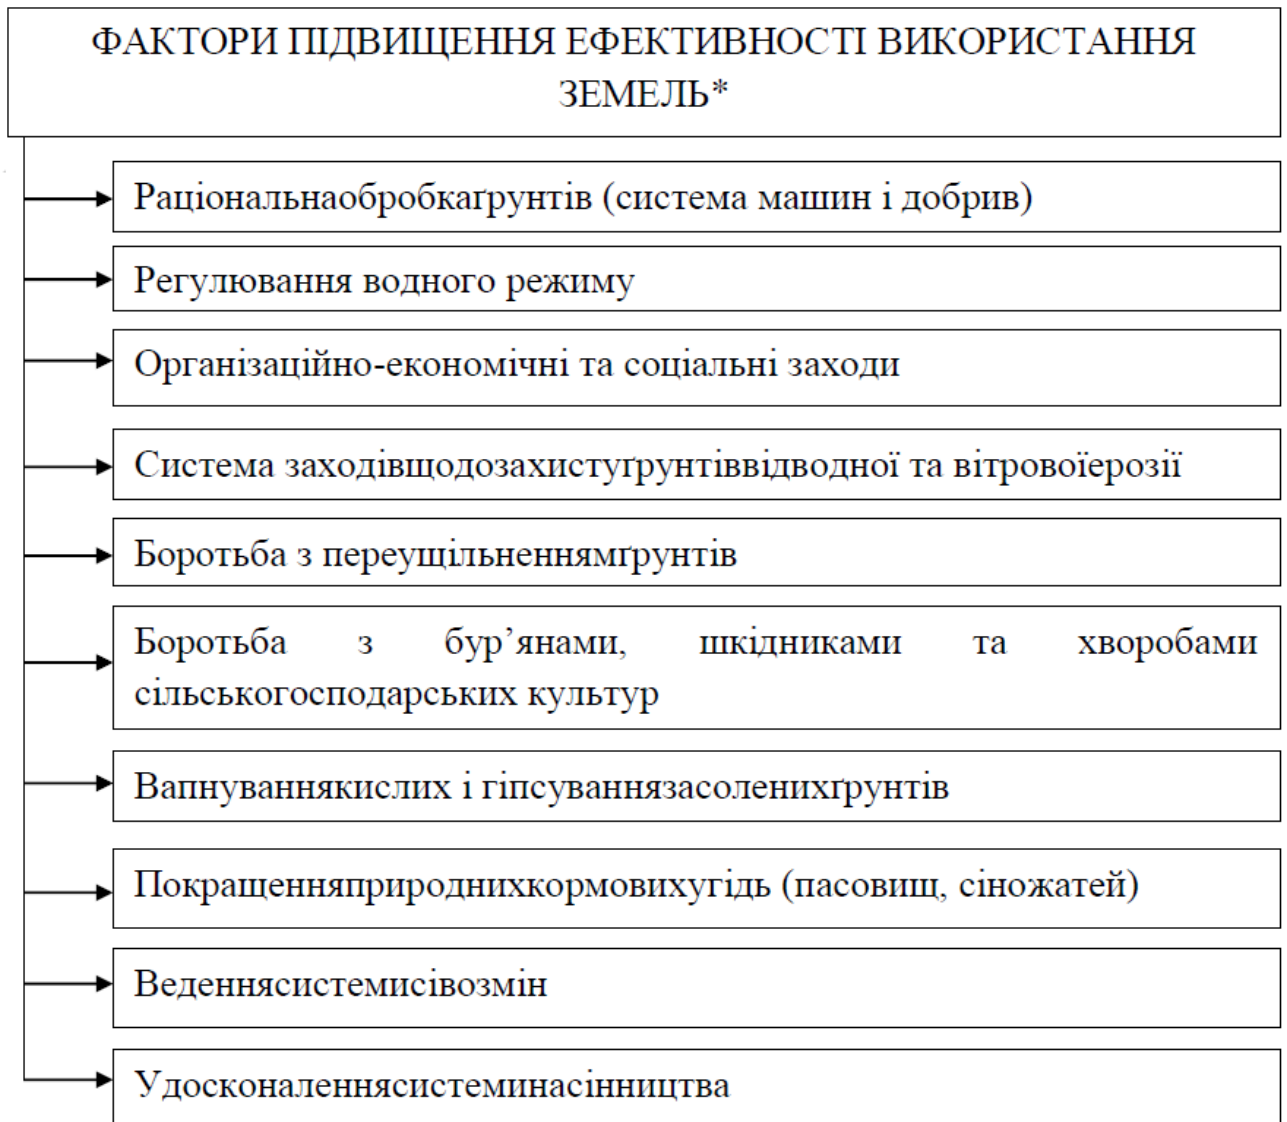 ФАКТОРИ ПІДВИЩЕННЯ ЕФЕКТИВНОСТІ ВИКОРИСТАННЯ
ЗЕМЕЛЬ*
Раціональнаобробкаґрунтів (система машин і добрив)
Регулювання водного режиму
Організаційно-економічні та соціальні заходи
Система заходівщодозахистуґрунтіввідводної та вітровоїерозії
Боротьба з переущільненнямґрунтів
Боротьба з бур’янами, шкідниками та хворобами
сільськогосподарських культур
Вапнуваннякислих і гіпсуваннязасоленихґрунтів
Покращенняприроднихкормовихугідь (пасовищ, сіножатей)
Веденнясистемисівозмін
Удосконаленнясистеминасінництва